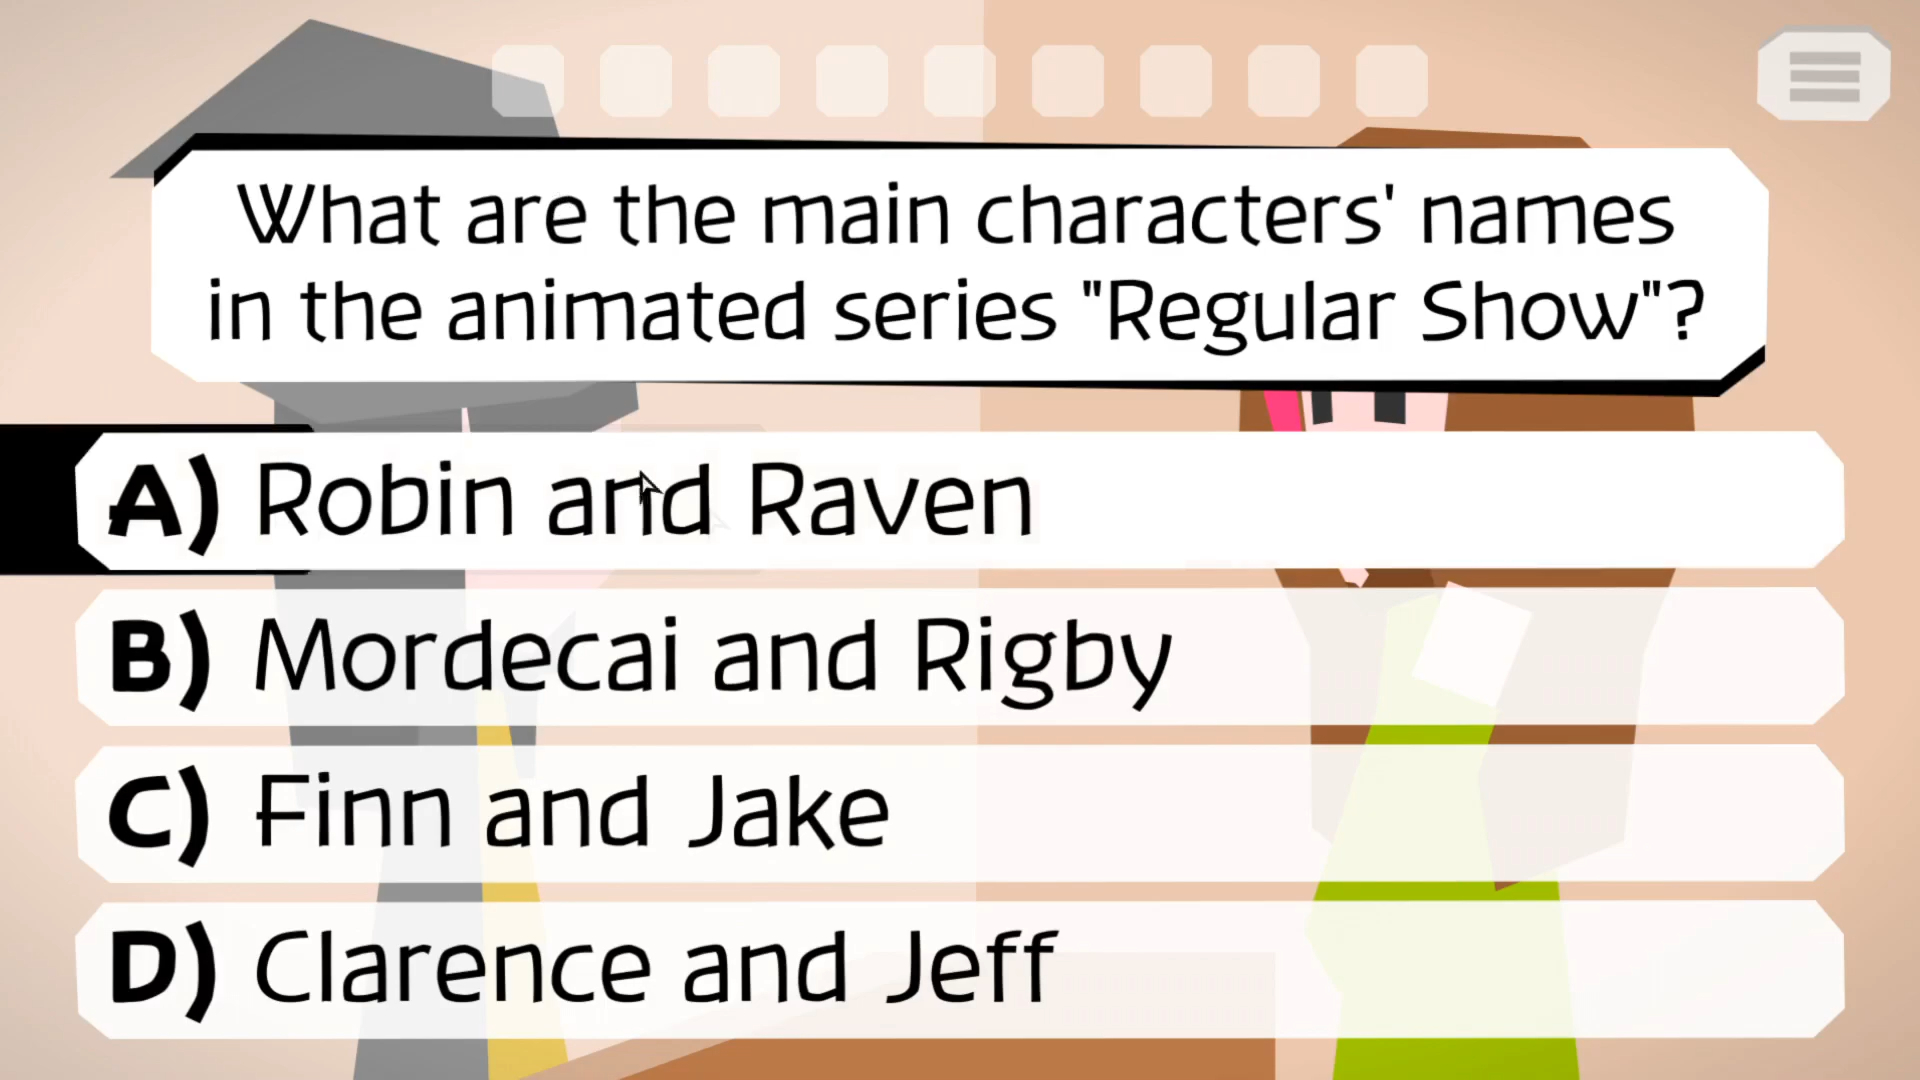 What are the main characters' names
in the animated series "Regular Show"?
A) Robin and Raven
B) Mordecai and Rigby
C) Finn and Jake
D) Clarence and Jeff